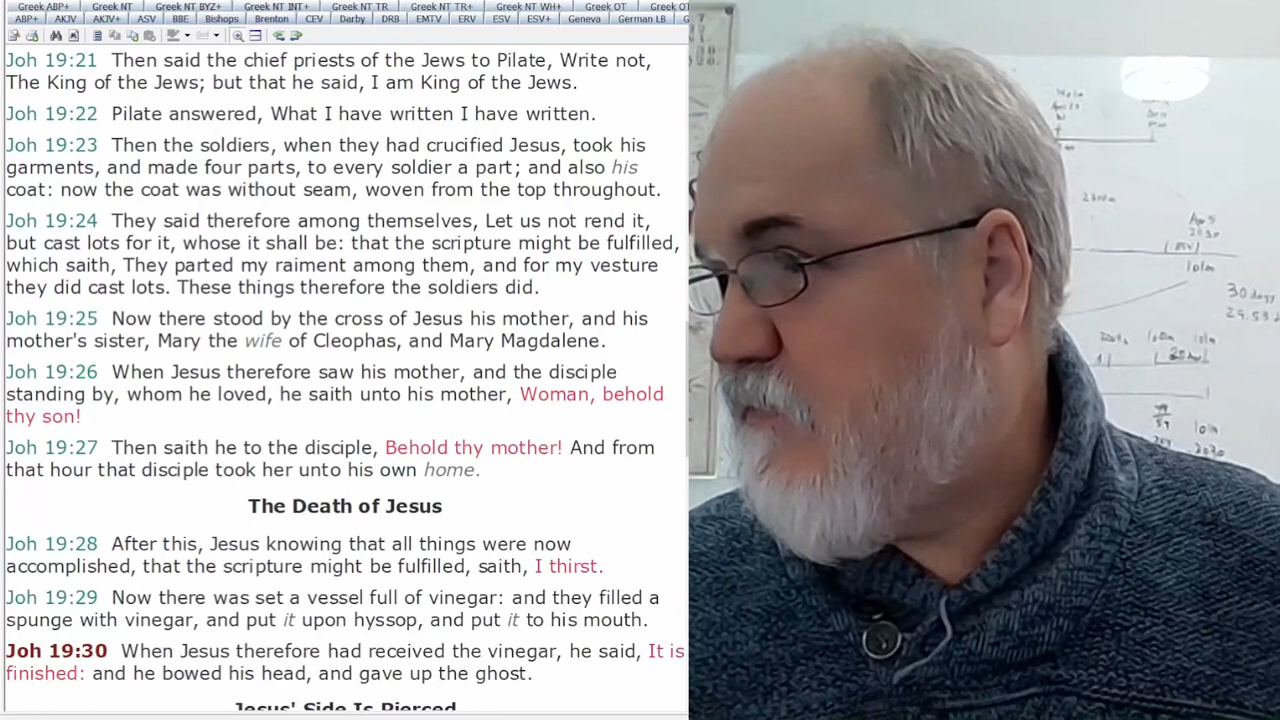 Greek ABP+ Greek NT Greek NT BYZ+ Greek NT INT+ Greek NT TR Greek NT TR+ Greek NT WH+ Greek OT Greek OT
ABP+ AKJV AKJV+ ASV BBE Bishops Brenton CEV Darby DRB EMTV ERV ESV ESV+ Geneva German LB G
Joh 19:21 Then said the chief priests of the Jews to Pilate, Write not,
The King of the Jews; but that he said, I am King of the Jews.
Joh 19:22 Pilate answered, What I have written I have written.
Joh 19:23 Then the soldiers, when they had crucified Jesus, took his
garments, and made four parts, to every soldier a part; and also his
coat: now the coat was without seam, woven from the top throughout.
Joh 19:24 They said therefore among themselves, Let us not rend it,
but cast lots for it, whose it shall be: that the scripture might be fulfilled,
which saith, They parted my raiment among them, and for my vesture
they did cast lots. These things therefore the soldiers did.
Joh 19:25 Now there stood by the cross of Jesus his mother, and his
mother's sister, Mary the wife of Cleophas, and Mary Magdalene.
Joh 19:26 When Jesus therefore saw his mother, and the disciple
standing by, whom he loved, he saith unto his mother, Woman, behold
thy son!
Joh 19:27 Then saith he to the disciple, Behold thy mother! And from
that hour that disciple took her unto his own home.
The Death of Jesus
Joh 19:28 After this, Jesus knowing that all things were now
accomplished, that the scripture might be fulfilled, saith, I thirst.
Joh 19:29 Now there was set a vessel full of vinegar: and they filled a
spunge with vinegar, and put it upon hyssop, and put it to his mouth.
Joh 19:30 When Jesus therefore had received the vinegar, he said, It is
finished: and he bowed his head, and gave up the ghost.
Jesus' Side Is Pierced
30 days
2030